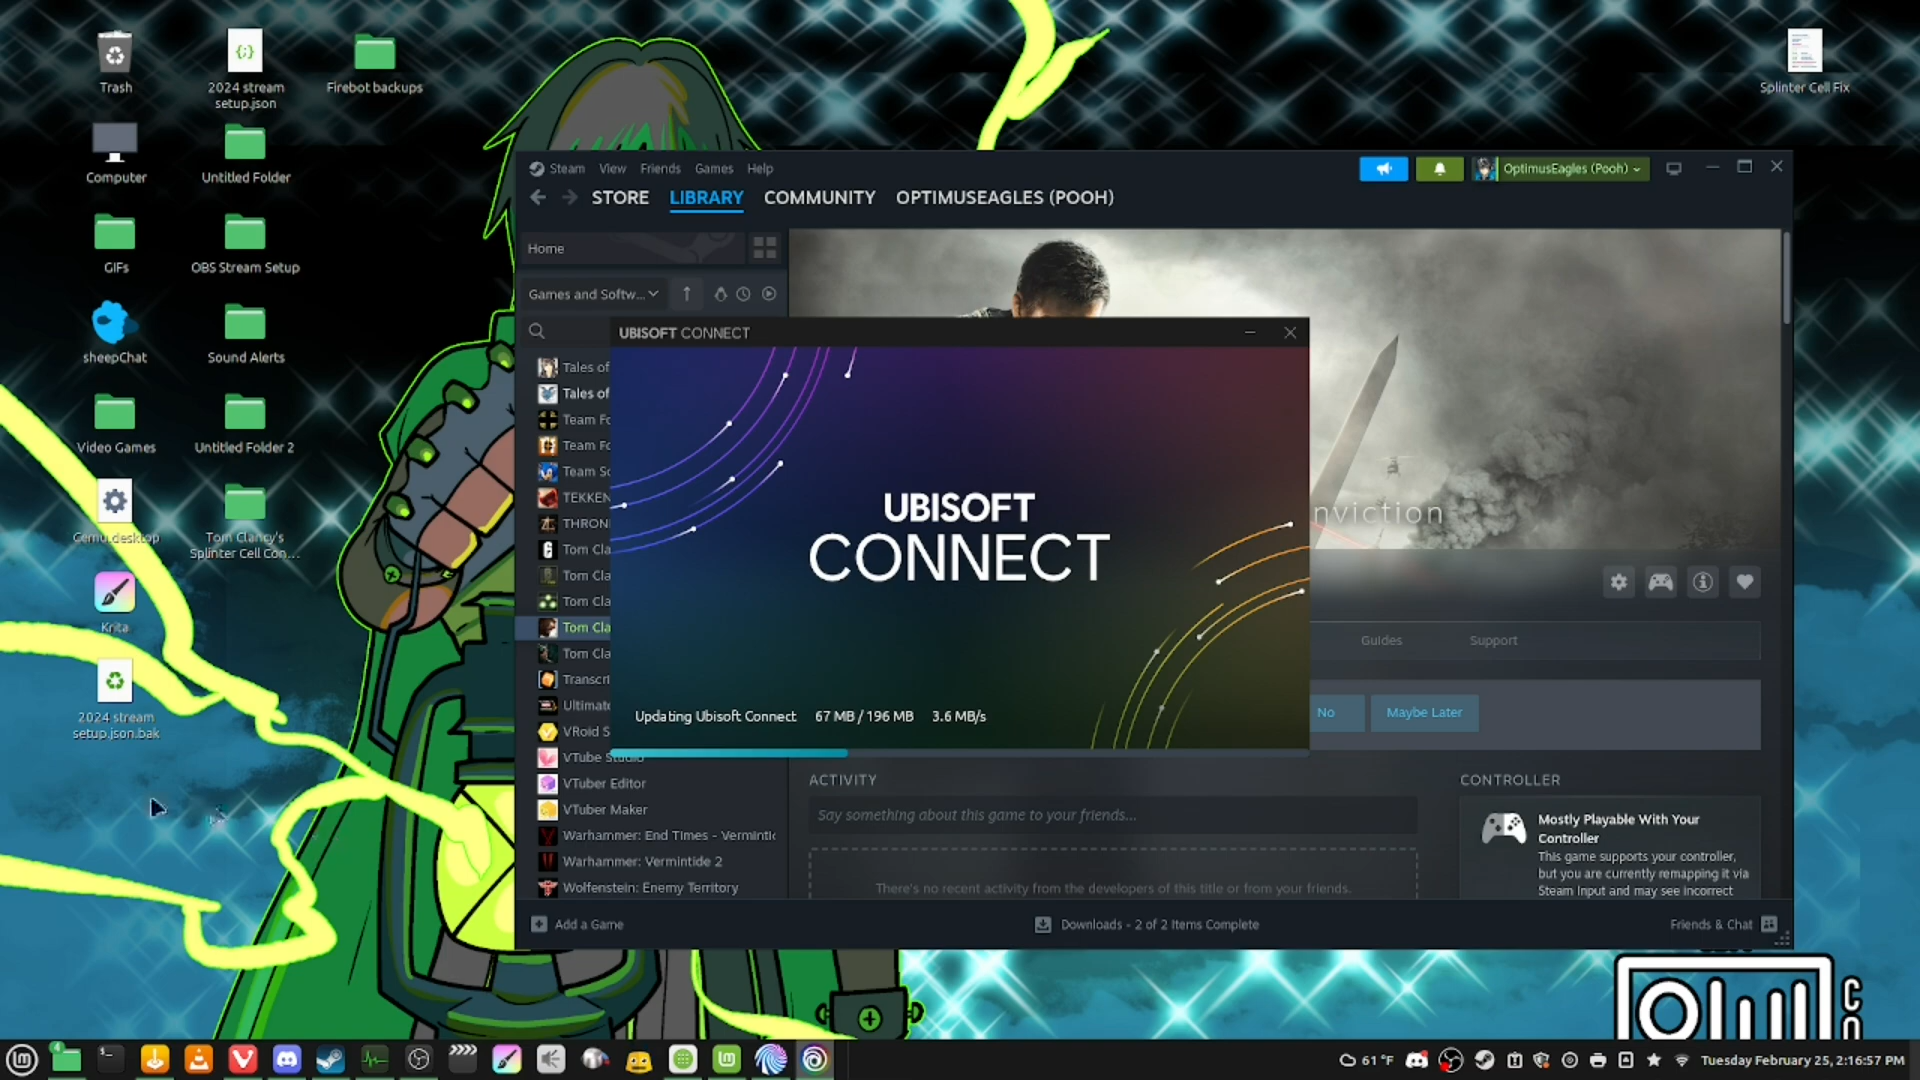 Trash
2024 stream
setup.json
Firebot backups
Splinter Cell Fix
Computer
Untitled Folder
GIFs
OBS Stream Setup
sheepChat
Sound Alerts
Video Games
Untitled Folder 2
Cemu.desktop
Tom Clancy's
Splinter Cell Con...
Krita
2024 stream
setup.json.bak
Steam View Friends Games Help
OptimusEagles (Pooh)
STORE LIBRARY COMMUNITY OPTIMUSEAGLES (POOH)
Home
Games and Softw...
UBISOFT CONNECT
Tales of
Tales of
Team Fo
Team Fo
Team So
TEKKEN
THRON
Tom Cla
Tom Cla
Tom Cla
Tom Cla
Tom Cla
Transcri
Ultimate
VRoid S
VTube Studio
VTuber Editor
VTuber Maker
Warhammer: End Times - Vermintic
Warhammer: Vermintide 2
Wolfenstein: Enemy Territory
UBISOFT
CONNECT
Updating Ubisoft Connect 67 MB / 196 MB 3.6 MB/s
nviction
Guides Support
No Maybe Later
ACTIVITY
Say something about this game to your friends...
There's no recent activity from the developers of this title or from your friends.
CONTROLLER
Mostly Playable With Your
Controller
This game supports your controller,
but you are currently remapping it via
Steam Input and may see incorrect
Add a Game
Downloads - 2 of 2 Items Complete
Friends & Chat
4
61 °F
Tuesday February 25, 2:16:57 PM